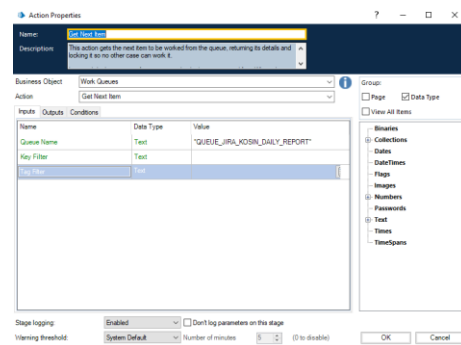 Action Properties
Name: Get Next Item
Description: This action gets the next item to be worked from the queue, returning its details and
locking it so no other case can work it.
Business Object Work Queues
Action Get Next Item
Inputs Outputs Conditions
Name Data Type Value
Queue Name Text "QUEUE_JIRA_KOSIN_DAILY_REPORT"
Key Filter Text
Tag Filter Text
Group:
Page Data Type
View All Items
Binaries
Collections
Dates
DateTimes
Flags
Images
Numbers
Passwords
Text
Times
TimeSpans
Stage logging: Enabled Don't log parameters on this stage
Warning threshold: System Default Number of minutes 5 (0 to disable)
OK Cancel